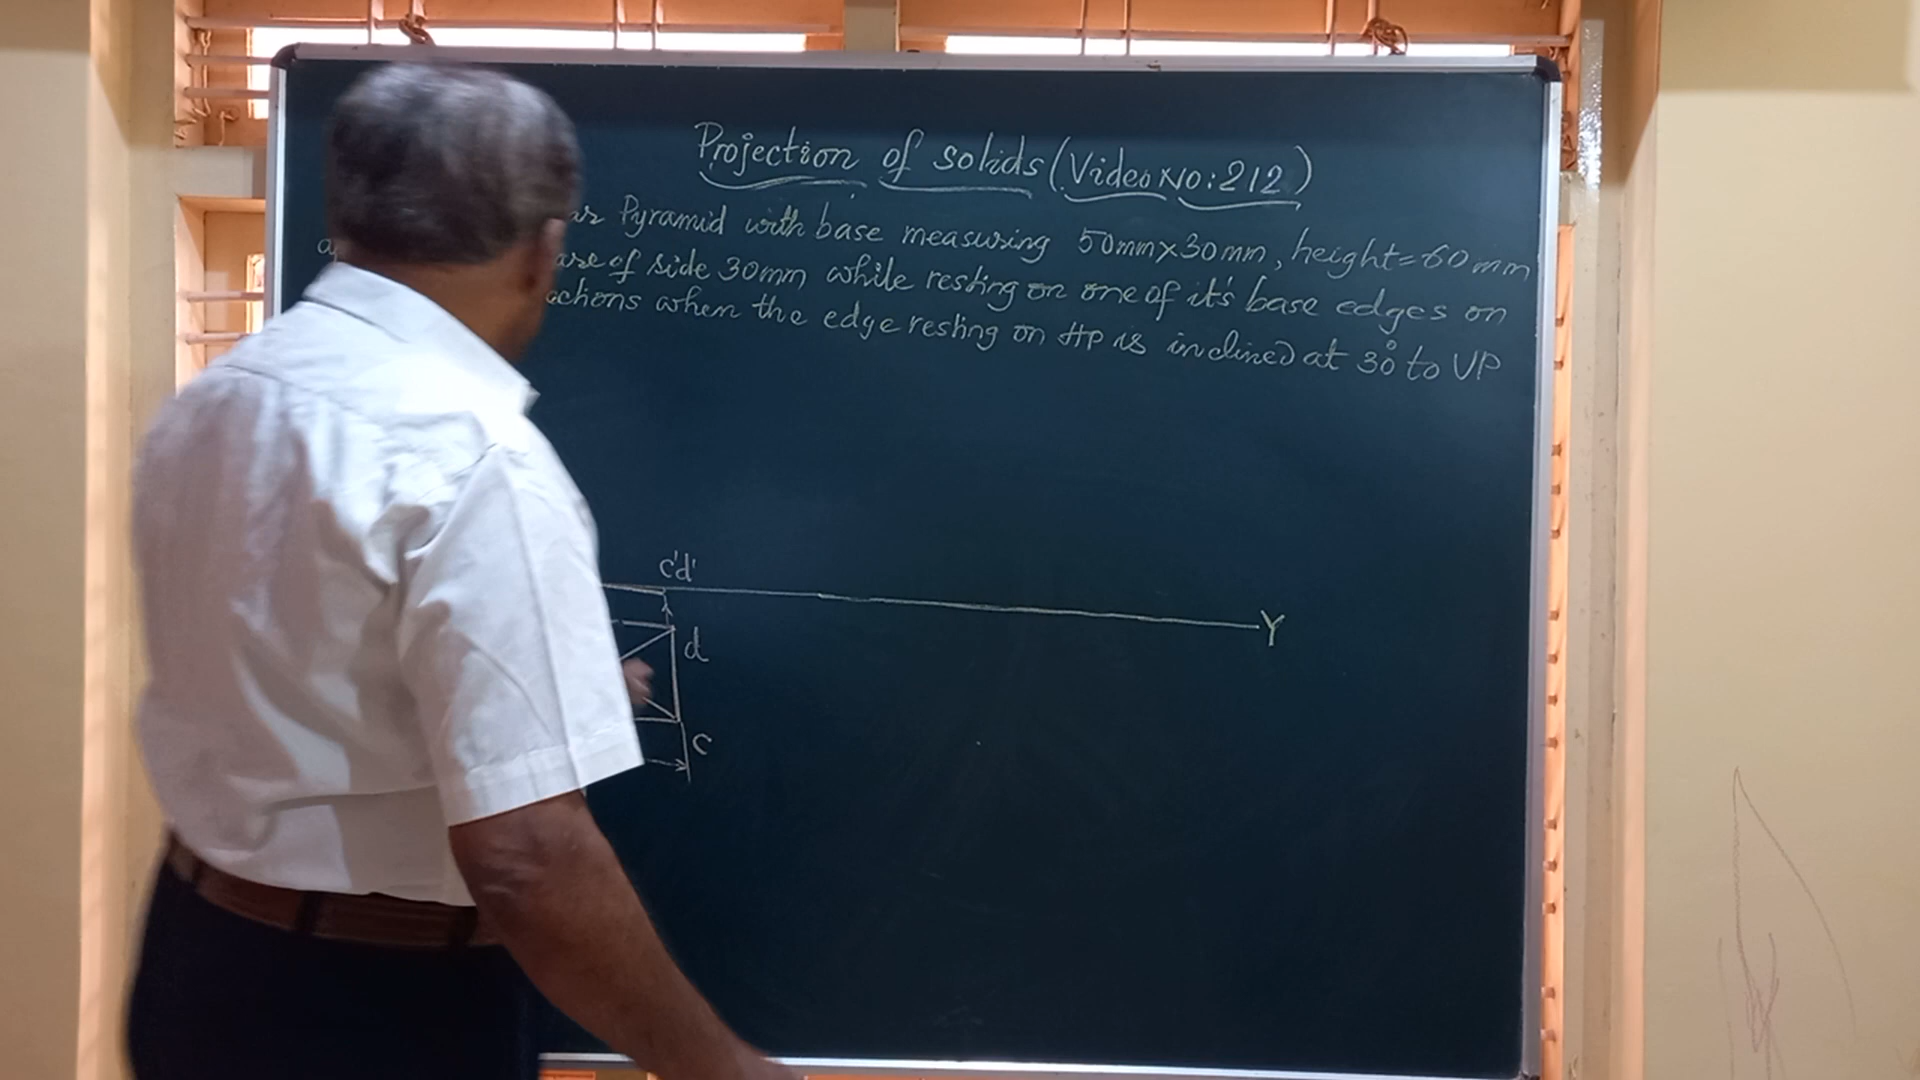 Projection of solids (Video NO: 212)
Pyramid with base measuring 50mm×30mm, height=60mm
of side 30mm while resting on one of it's base edges on
when the edge resting on HP is inclined at 30° to VP
c'd'
Y
d
c